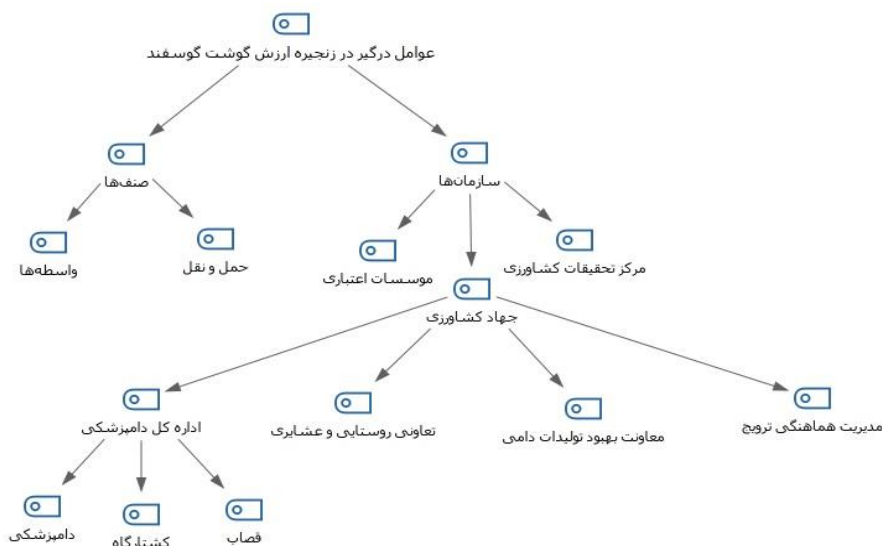 عوامل درگیر در زنجیره ارزش گوشت گوسفند
صنف‌ها
سازمان‌ها
واسطه‌ها
حمل و نقل
موسسات اعتباری
مرکز تحقیقات کشاورزی
جهاد کشاورزی
اداره کل دامپزشکی
تعاونی روستایی و عشایری
معاونت بهبود تولیدات دامی
مدیریت هماهنگی ترویج
دامپزشکی
کشتارگاه
قصاب